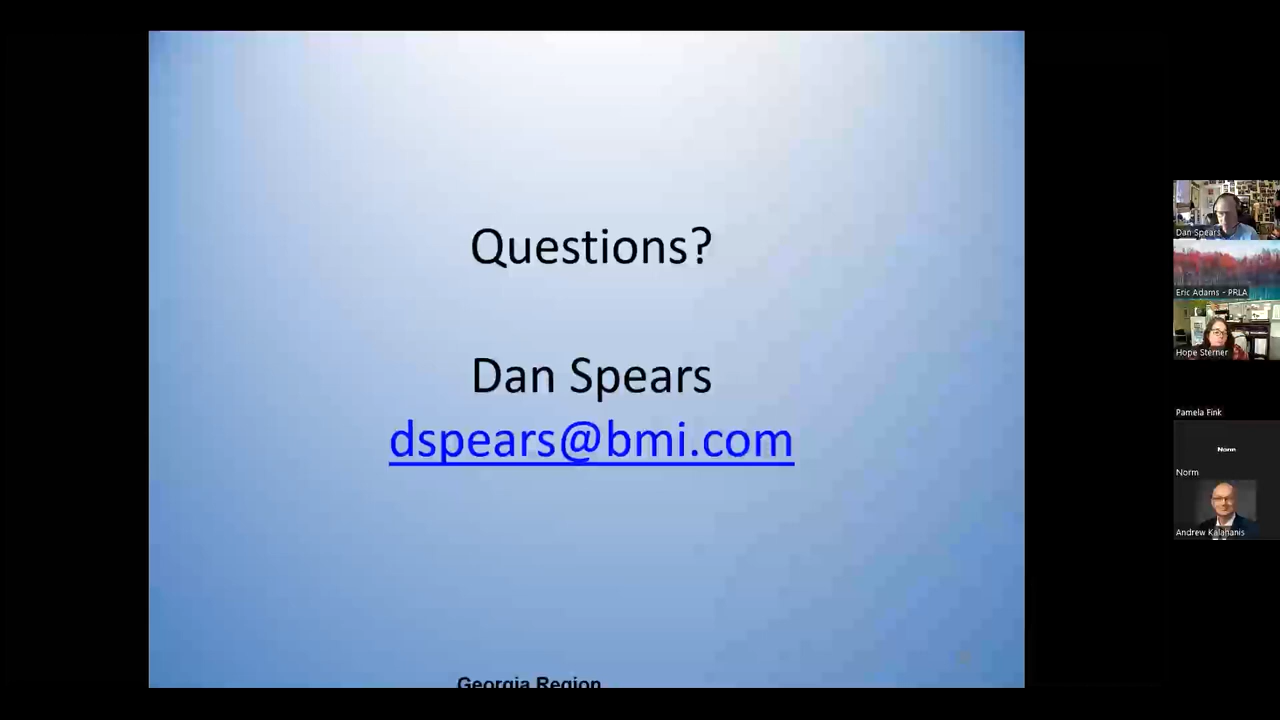 Questions?
Dan Spears
dspears@bmi.com
Georgia Region
Dan Spears
Eric Adams - PRLA
Hope Sterner
Pamela Fink
Norm
Norm
Andrew Kalahanis